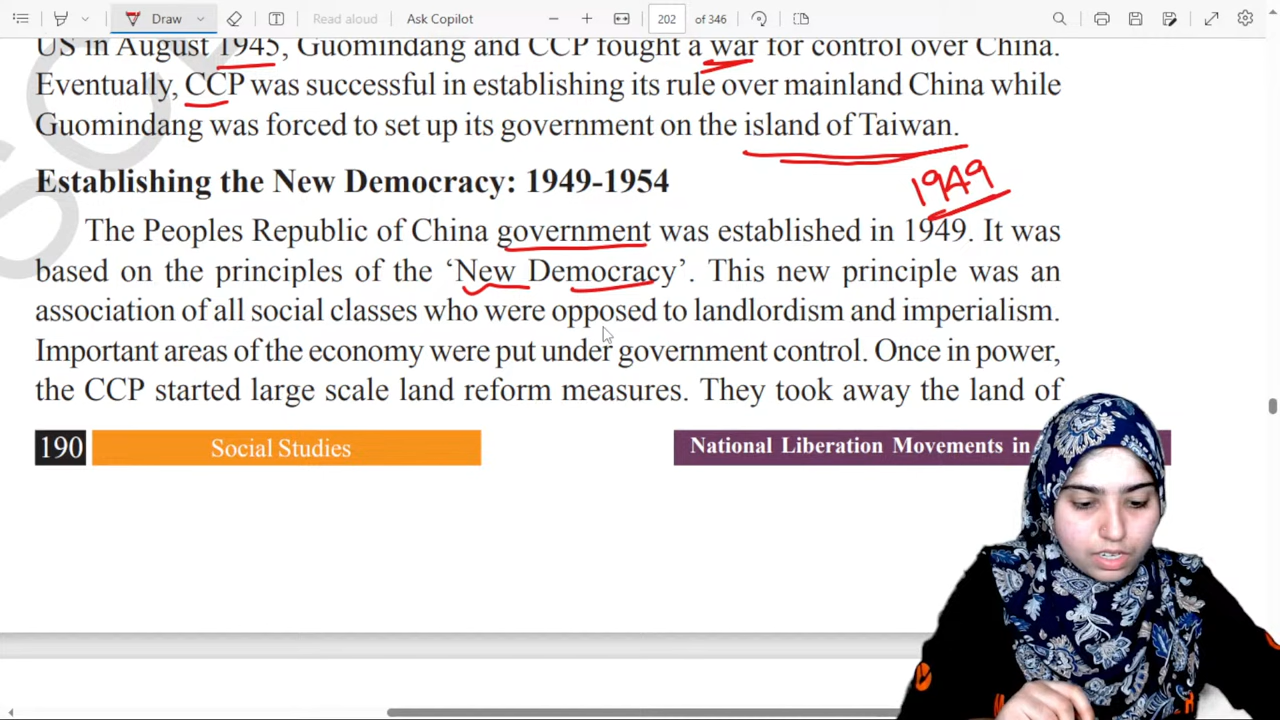 Draw
Read aloud
Ask Copilot
202 of 346
US in August 1945, Guomindang and CCP fought a war for control over China.
Eventually, CCP was successful in establishing its rule over mainland China while
Guomindang was forced to set up its government on the island of Taiwan.
1949
Establishing the New Democracy: 1949-1954
The Peoples Republic of China government was established in 1949. It was
based on the principles of the ‘New Democracy’. This new principle was an
association of all social classes who were opposed to landlordism and imperialism.
Important areas of the economy were put under government control. Once in power,
the CCP started large scale land reform measures. They took away the land of
190
Social Studies
National Liberation Movements in